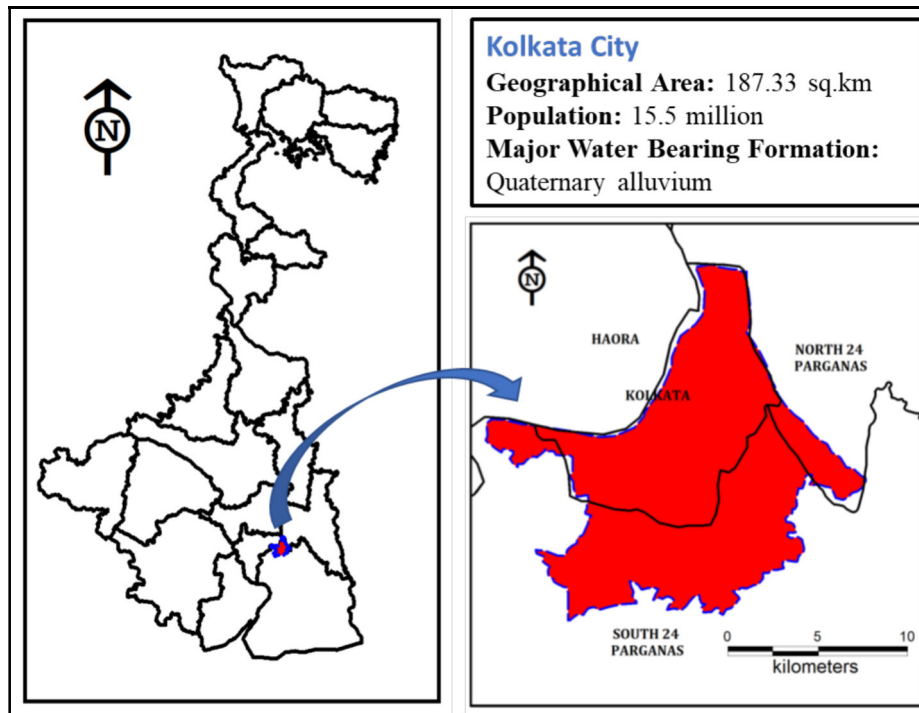 N
Kolkata City
Geographical Area: 187.33 sq.km
Population: 15.5 million
Major Water Bearing Formation:
Quaternary alluvium
N
HAORA
NORTH 24
PARGANAS
KOLKATA
SOUTH 24
PARGANAS
0 5 10
kilometers